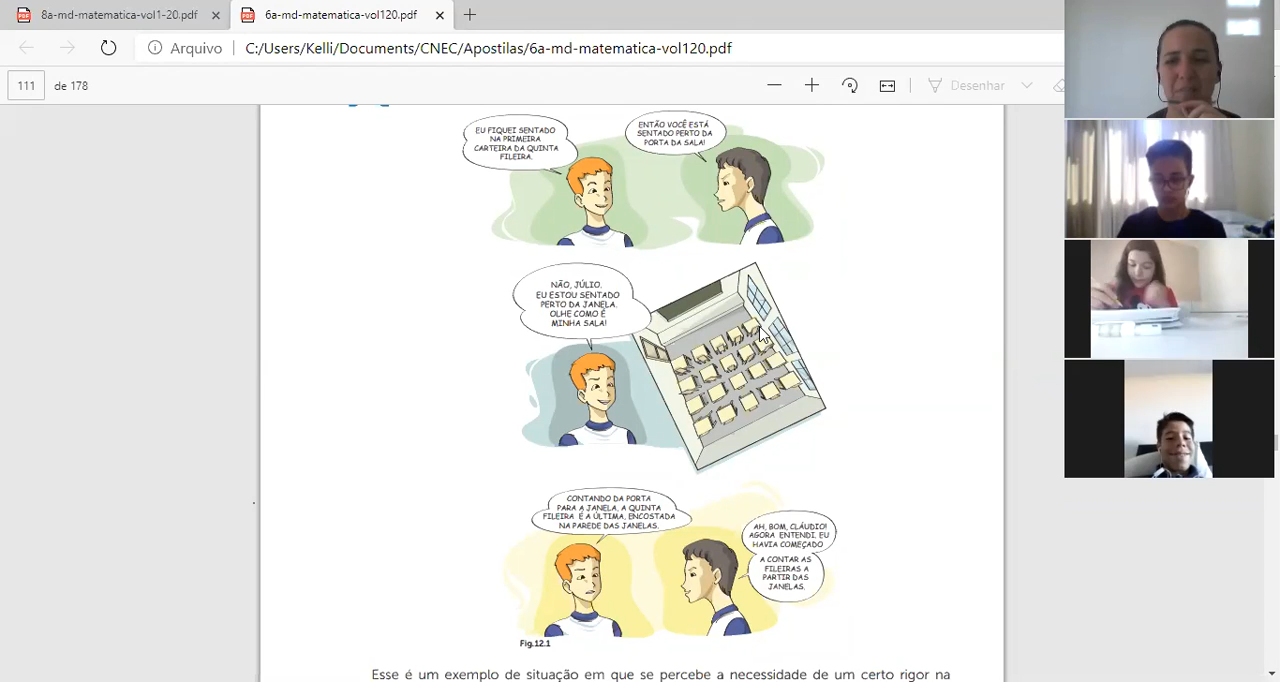 8a-md-matematica-vol1-20.pdf
6a-md-matematica-vol120.pdf
Arquivo
C:/Users/Kelli/Documents/CNEC/Apostilas/6a-md-matematica-vol120.pdf
111
de 178
Desenhar
EU FIQUEI SENTADO
NA PRIMEIRA
CARTEIRA DA QUINTA
FILEIRA.
ENTÃO VOCÊ ESTÁ
SENTADO PERTO DA
PORTA DA SALA!
NÃO, JÚLIO.
EU ESTOU SENTADO
PERTO DA JANELA.
OLHE COMO É
MINHA SALA!
CONTANDO DA PORTA
PARA A JANELA, A QUINTA
FILEIRA É A ÚLTIMA, ENCOSTADA
NA PAREDE DAS JANELAS.
AH, BOM, CLÁUDIO!
AGORA ENTENDI. EU
HAVIA COMEÇADO
A CONTAR AS
FILEIRAS A
PARTIR DAS
JANELAS.
Fig.12.1
Esse é um exemplo de situação em que se percebe a necessidade de um certo rigor na